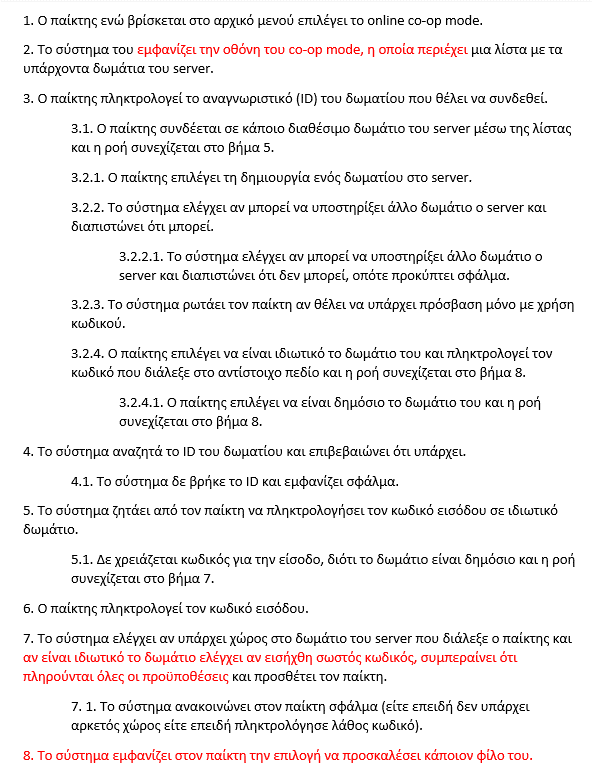 1. Ο παίκτης ενώ βρίσκεται στο αρχικό μενού επιλέγει το online co-op mode.
2. Το σύστημα του εμφανίζει την οθόνη του co-op mode, η οποία περιέχει μια λίστα με τα
υπάρχοντα δωμάτια του server.
3. Ο παίκτης πληκτρολογεί το αναγνωριστικό (ID) του δωματίου που θέλει να συνδεθεί.
3.1. Ο παίκτης συνδέεται σε κάποιο διαθέσιμο δωμάτιο του server μέσω της λίστας
και η ροή συνεχίζεται στο βήμα 5.
3.2.1. Ο παίκτης επιλέγει τη δημιουργία ενός δωματίου στο server.
3.2.2. Το σύστημα ελέγχει αν μπορεί να υποστηρίξει άλλο δωμάτιο ο server και
διαπιστώνει ότι μπορεί.
3.2.2.1. Το σύστημα ελέγχει αν μπορεί να υποστηρίξει άλλο δωμάτιο ο
server και διαπιστώνει ότι δεν μπορεί, οπότε προκύπτει σφάλμα.
3.2.3. Το σύστημα ρωτάει τον παίκτη αν θέλει να υπάρχει πρόσβαση μόνο με χρήση
κωδικού.
3.2.4. Ο παίκτης επιλέγει να είναι ιδιωτικό το δωμάτιο του και πληκτρολογεί τον
κωδικό που διάλεξε στο αντίστοιχο πεδίο και η ροή συνεχίζεται στο βήμα 8.
3.2.4.1. Ο παίκτης επιλέγει να είναι δημόσιο το δωμάτιο του και η ροή
συνεχίζεται στο βήμα 8.
4. Το σύστημα αναζητά το ID του δωματίου και επιβεβαιώνει ότι υπάρχει.
4.1. Το σύστημα δε βρήκε το ID και εμφανίζει σφάλμα.
5. Το σύστημα ζητάει από τον παίκτη να πληκτρολογήσει τον κωδικό εισόδου σε ιδιωτικό
δωμάτιο.
5.1. Δε χρειάζεται κωδικός για την είσοδο, διότι το δωμάτιο είναι δημόσιο και η ροή
συνεχίζεται στο βήμα 7.
6. Ο παίκτης πληκτρολογεί τον κωδικό εισόδου.
7. Το σύστημα ελέγχει αν υπάρχει χώρος στο δωμάτιο του server που διάλεξε ο παίκτης και
αν είναι ιδιωτικό το δωμάτιο ελέγχει αν εισήχθη σωστός κωδικός, συμπεραίνει ότι
πληρούνται όλες οι προϋποθέσεις και προσθέτει τον παίκτη.
7. 1. Το σύστημα ανακοινώνει στον παίκτη σφάλμα (είτε επειδή δεν υπάρχει
αρκετός χώρος είτε επειδή πληκτρολόγησε λάθος κωδικό).
8. Το σύστημα εμφανίζει στον παίκτη την επιλογή να προσκαλέσει κάποιον φίλο του.